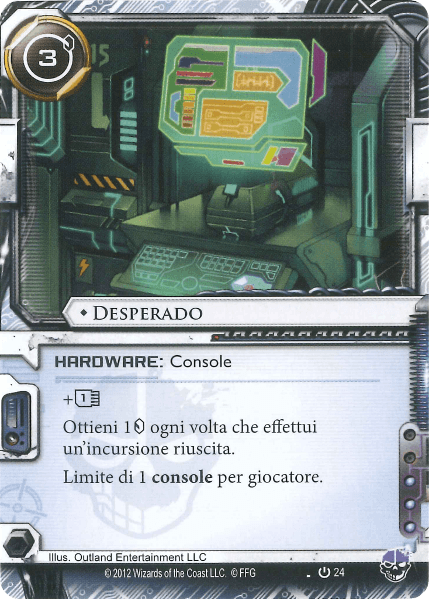 3
15
◆ DESPERADO
HARDWARE: Console
+1
Ottieni 1 ogni volta che effettui
un'incursione riuscita.
Limite di 1 console per giocatore.
Illus. Outland Entertainment LLC
© 2012 Wizards of the Coast LLC. © FFG
24